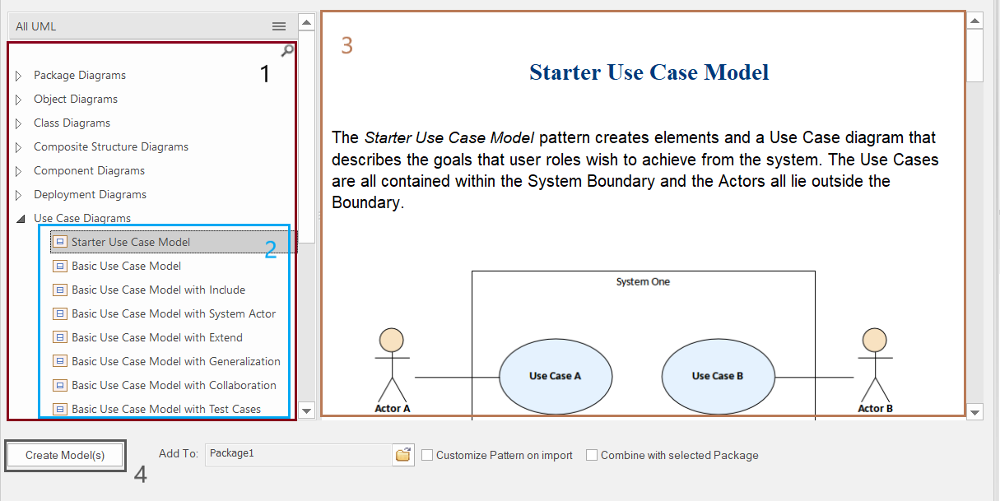 All UML
1
Package Diagrams
Object Diagrams
Class Diagrams
Composite Structure Diagrams
Component Diagrams
Deployment Diagrams
Use Case Diagrams
2
Starter Use Case Model
Basic Use Case Model
Basic Use Case Model with Include
Basic Use Case Model with System Actor
Basic Use Case Model with Extend
Basic Use Case Model with Generalization
Basic Use Case Model with Collaboration
Basic Use Case Model with Test Cases
3
Starter Use Case Model
The Starter Use Case Model pattern creates elements and a Use Case diagram that
describes the goals that user roles wish to achieve from the system. The Use Cases
are all contained within the System Boundary and the Actors all lie outside the
Boundary.
System One
Use Case A
Use Case B
Actor A
Actor B
Create Model(s)
4
Add To:
Package1
Customize Pattern on import
Combine with selected Package